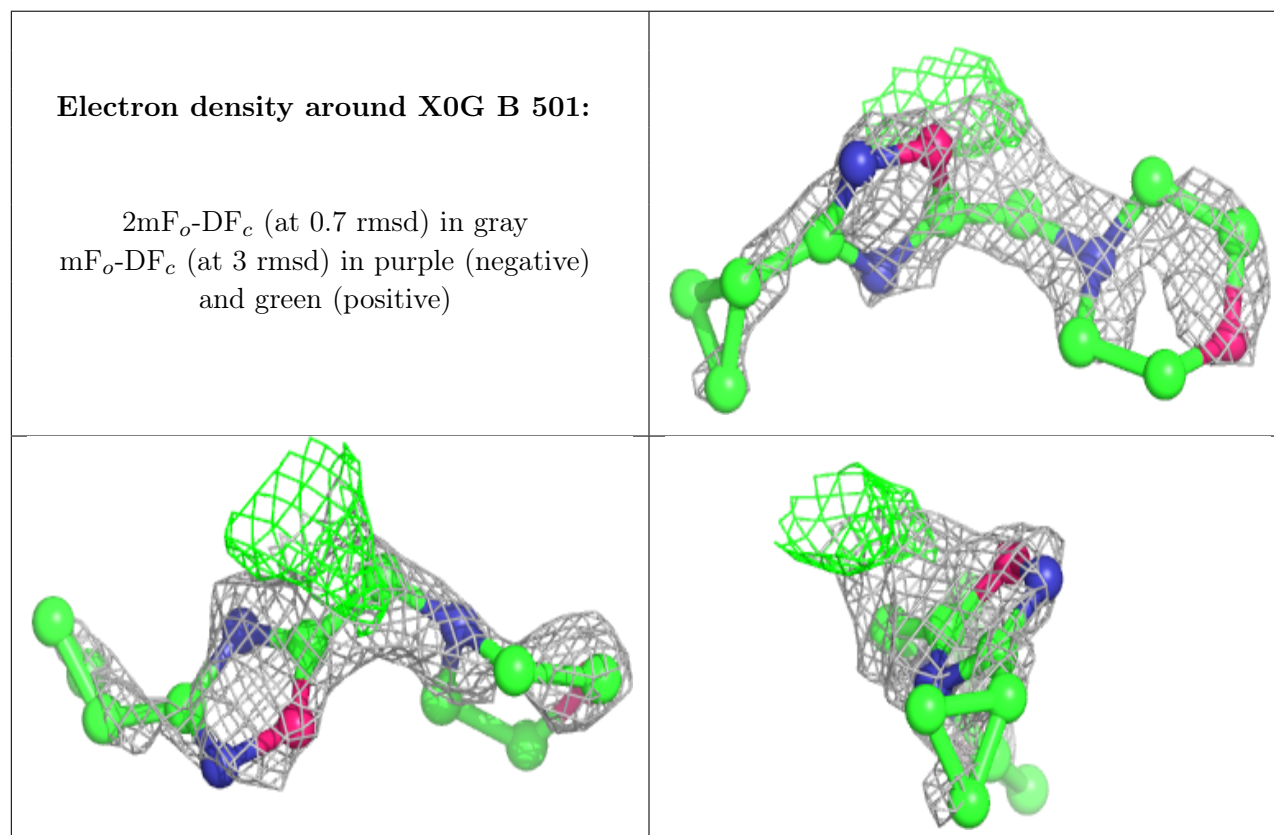 Electron density around X0G B 501:
2mFo-DFc (at 0.7 rmsd) in gray
mFo-DFc (at 3 rmsd) in purple (negative)
and green (positive)